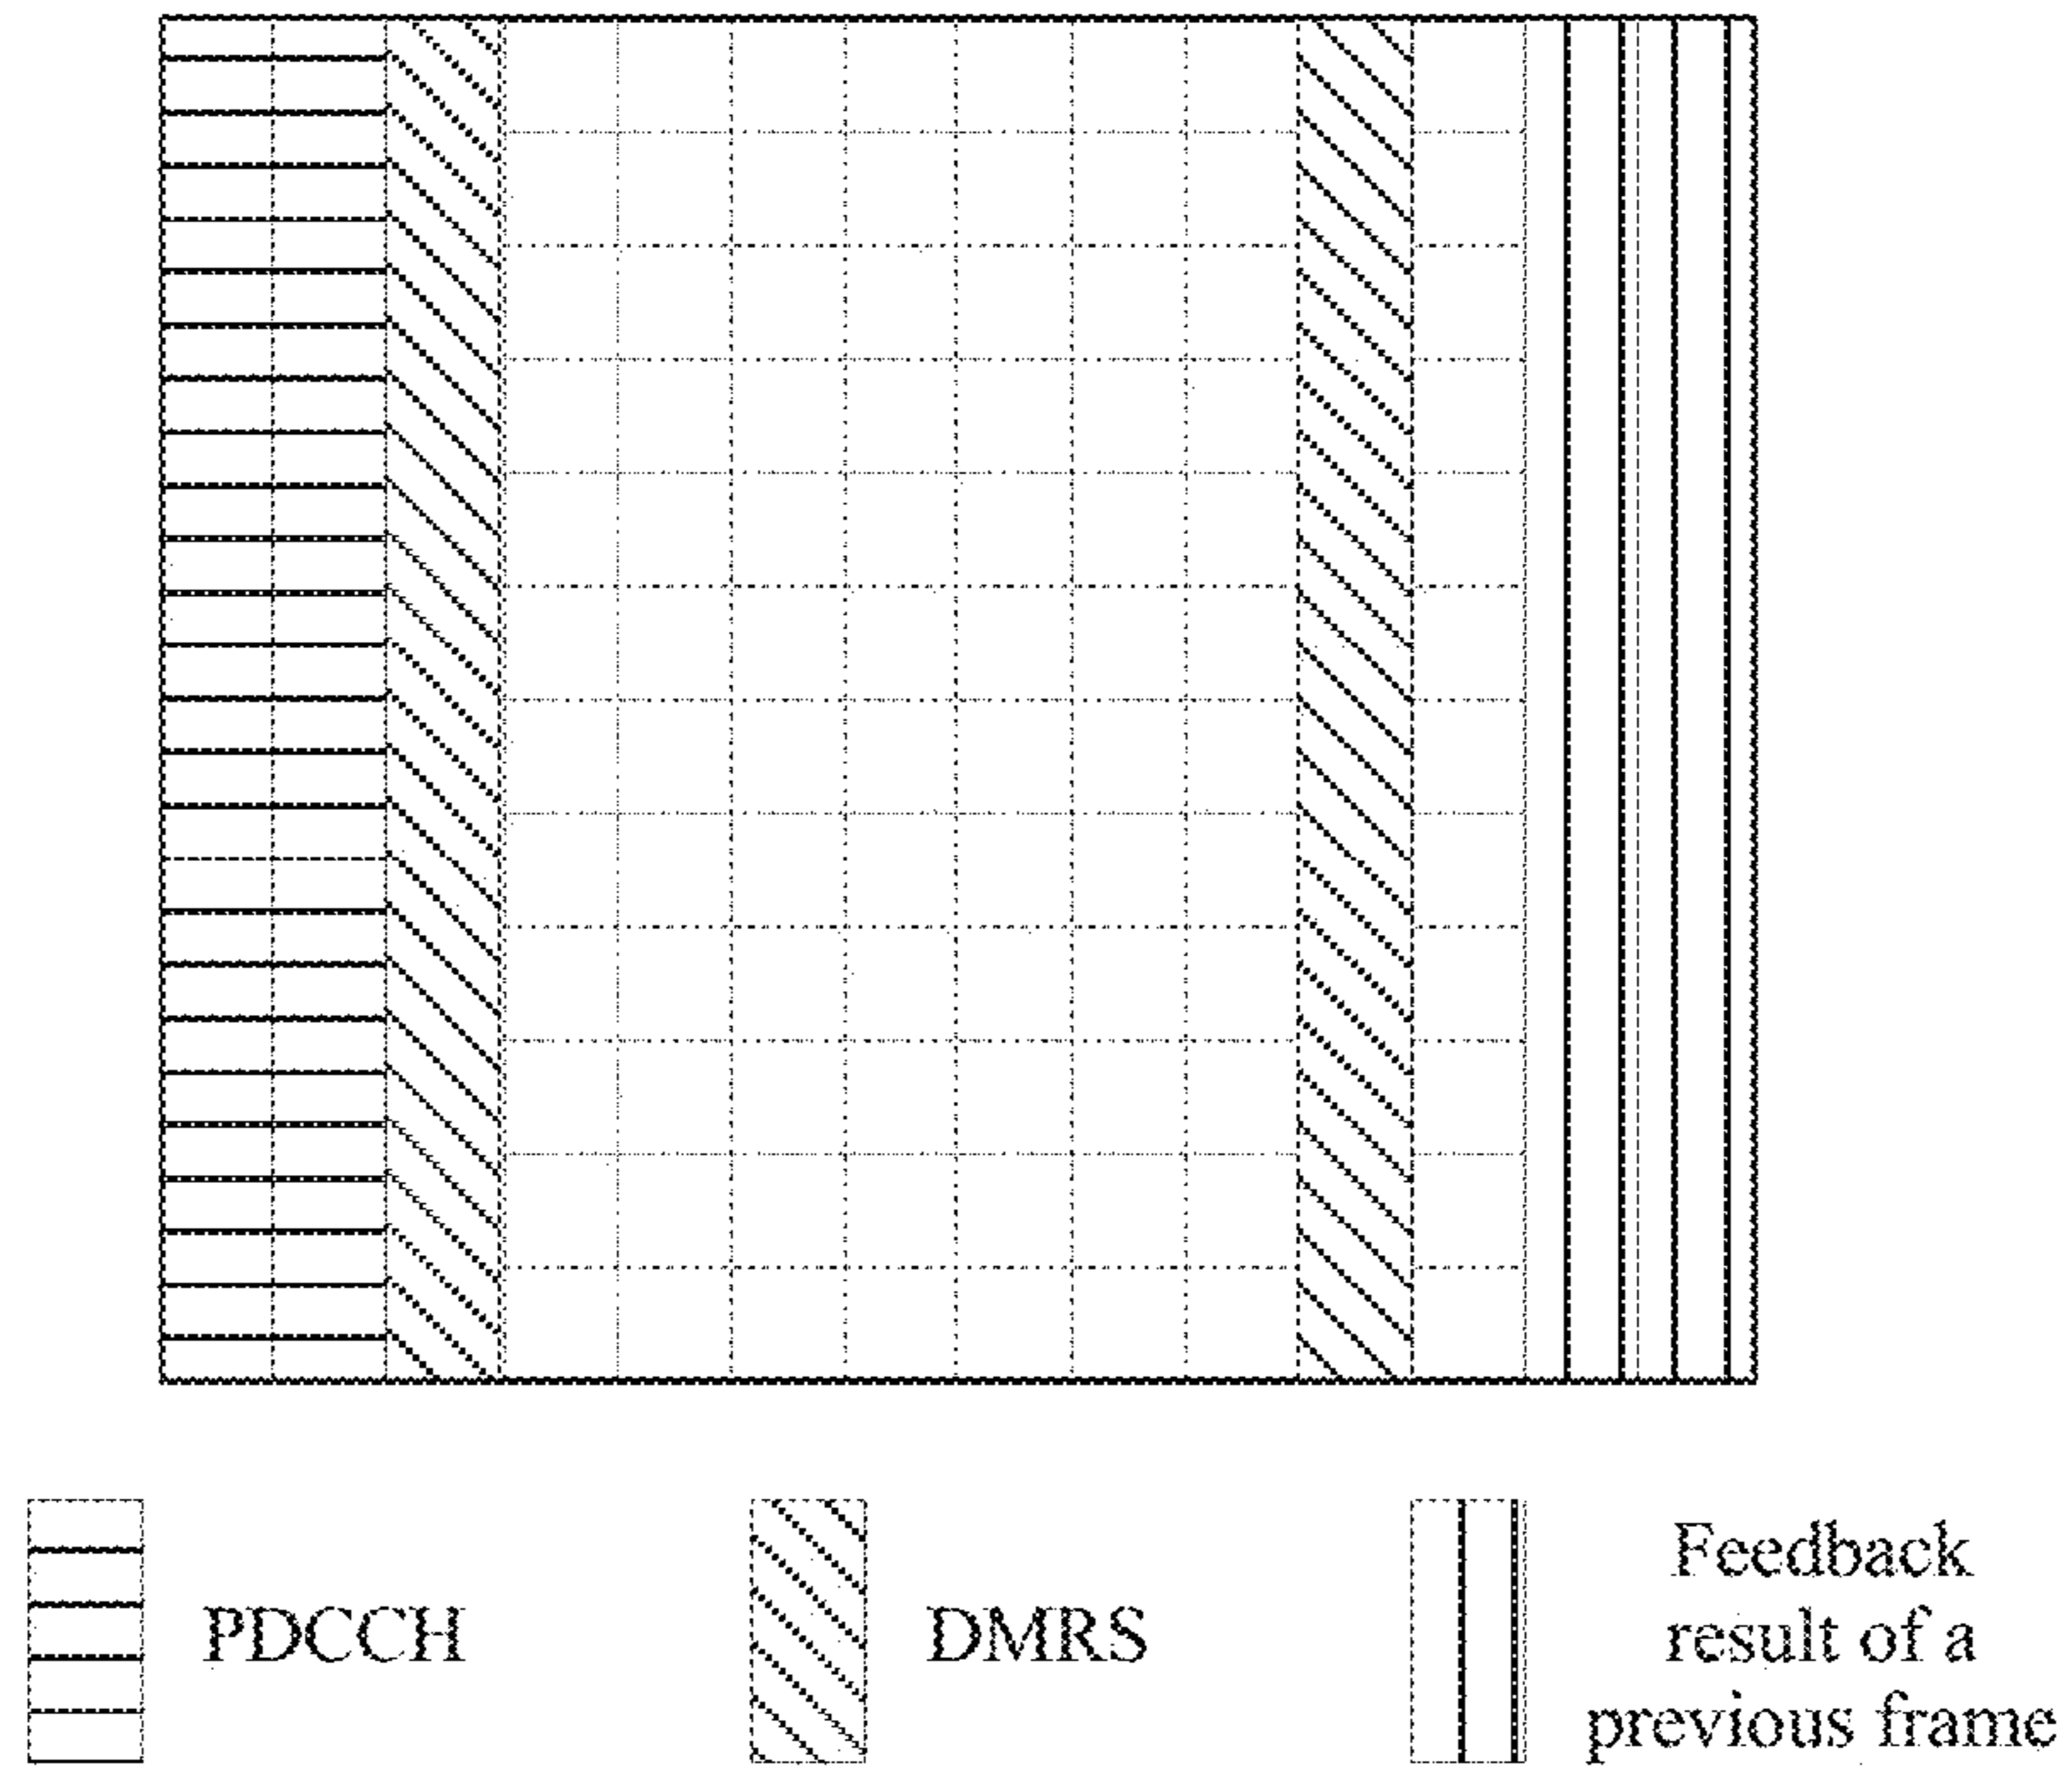 PDCCH
DMRS
Feedback
result of a
previous frame